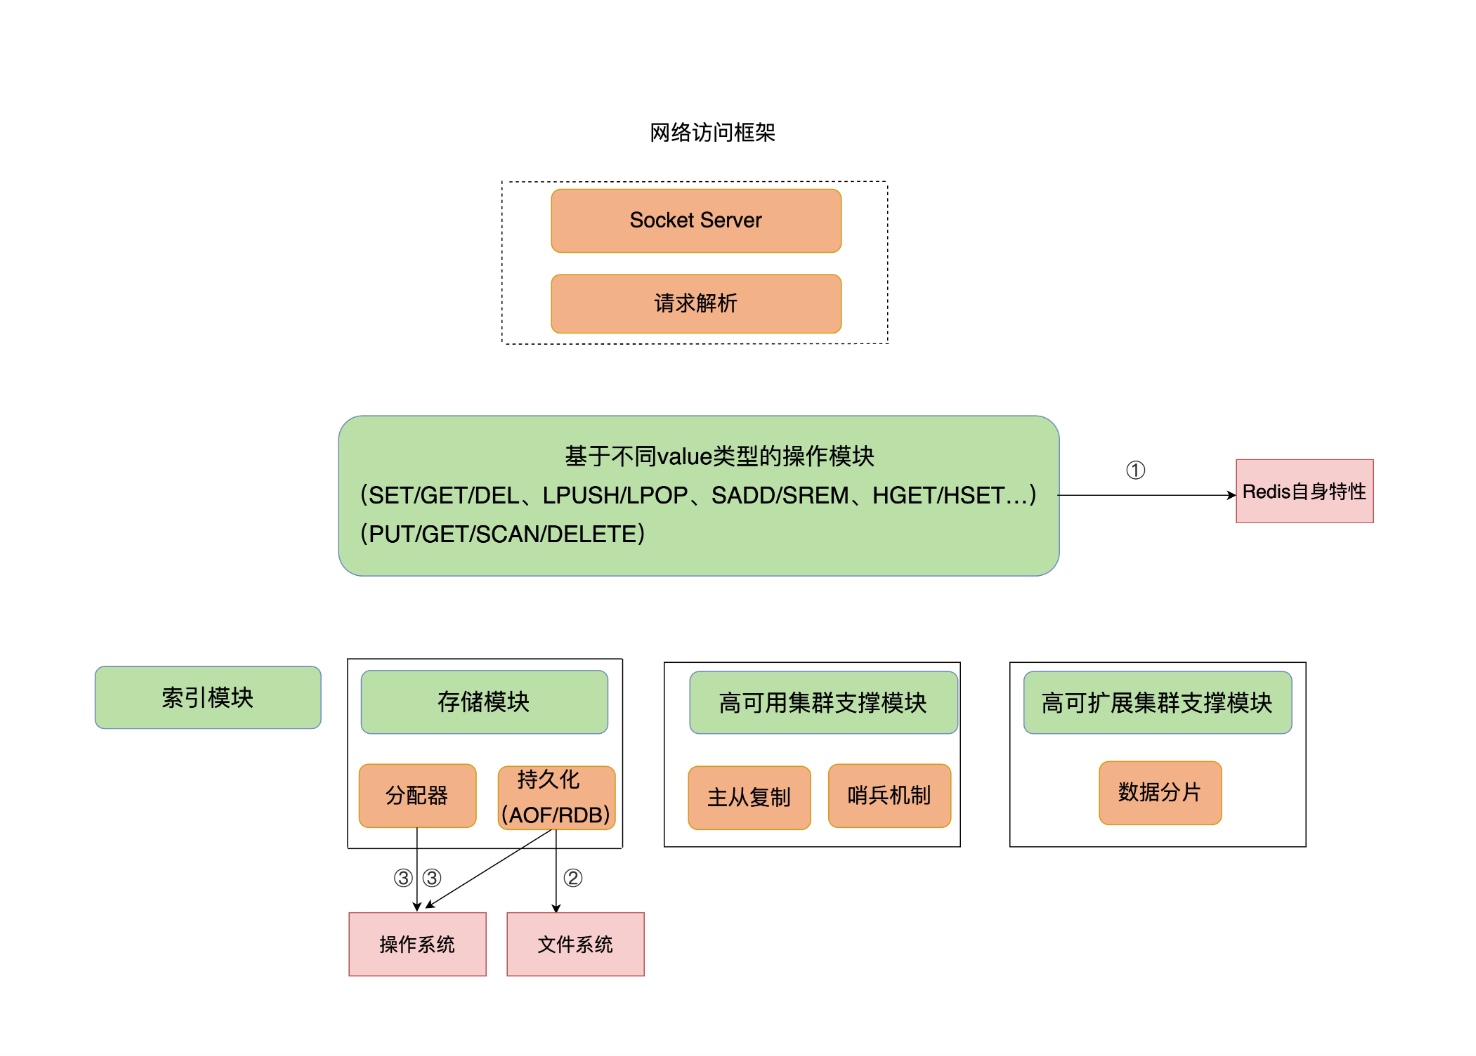 网络访问框架
Socket Server
请求解析
基于不同value类型的操作模块
（SET/GET/DEL、LPUSH/LPOP、SADD/SREM、HGET/HSET…）
（PUT/GET/SCAN/DELETE）
①
Redis自身特性
索引模块
存储模块
分配器
持久化
（AOF/RDB）
高可用集群支撑模块
主从复制
哨兵机制
高可扩展集群支撑模块
数据分片
③
③
②
操作系统
文件系统